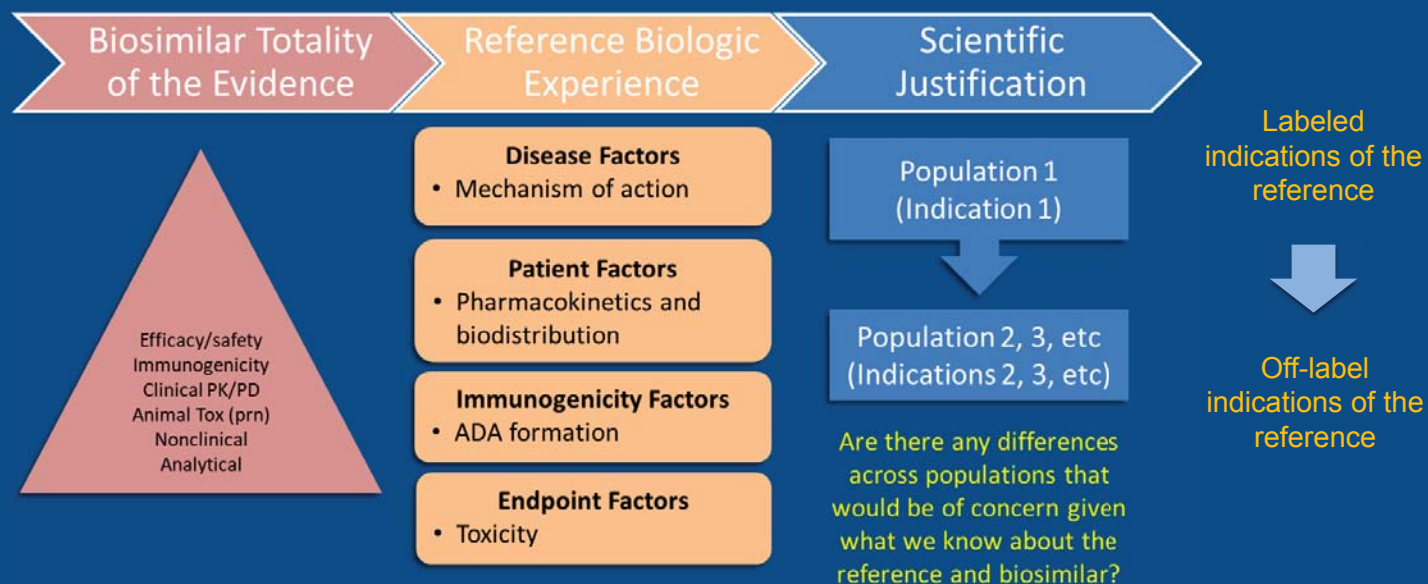 Biosimilar Totality
of the Evidence
Reference Biologic
Experience
Scientific
Justification
Efficacy/safety
Immunogenicity
Clinical PK/PD
Animal Tox (prn)
Nonclinical
Analytical
Disease Factors
• Mechanism of action
Patient Factors
• Pharmacokinetics and
biodistribution
Immunogenicity Factors
• ADA formation
Endpoint Factors
• Toxicity
Population 1
(Indication 1)
Population 2, 3, etc
(Indications 2, 3, etc)
Are there any differences
across populations that
would be of concern given
what we know about the
reference and biosimilar?
Labeled
indications of the
reference
Off-label
indications of the
reference